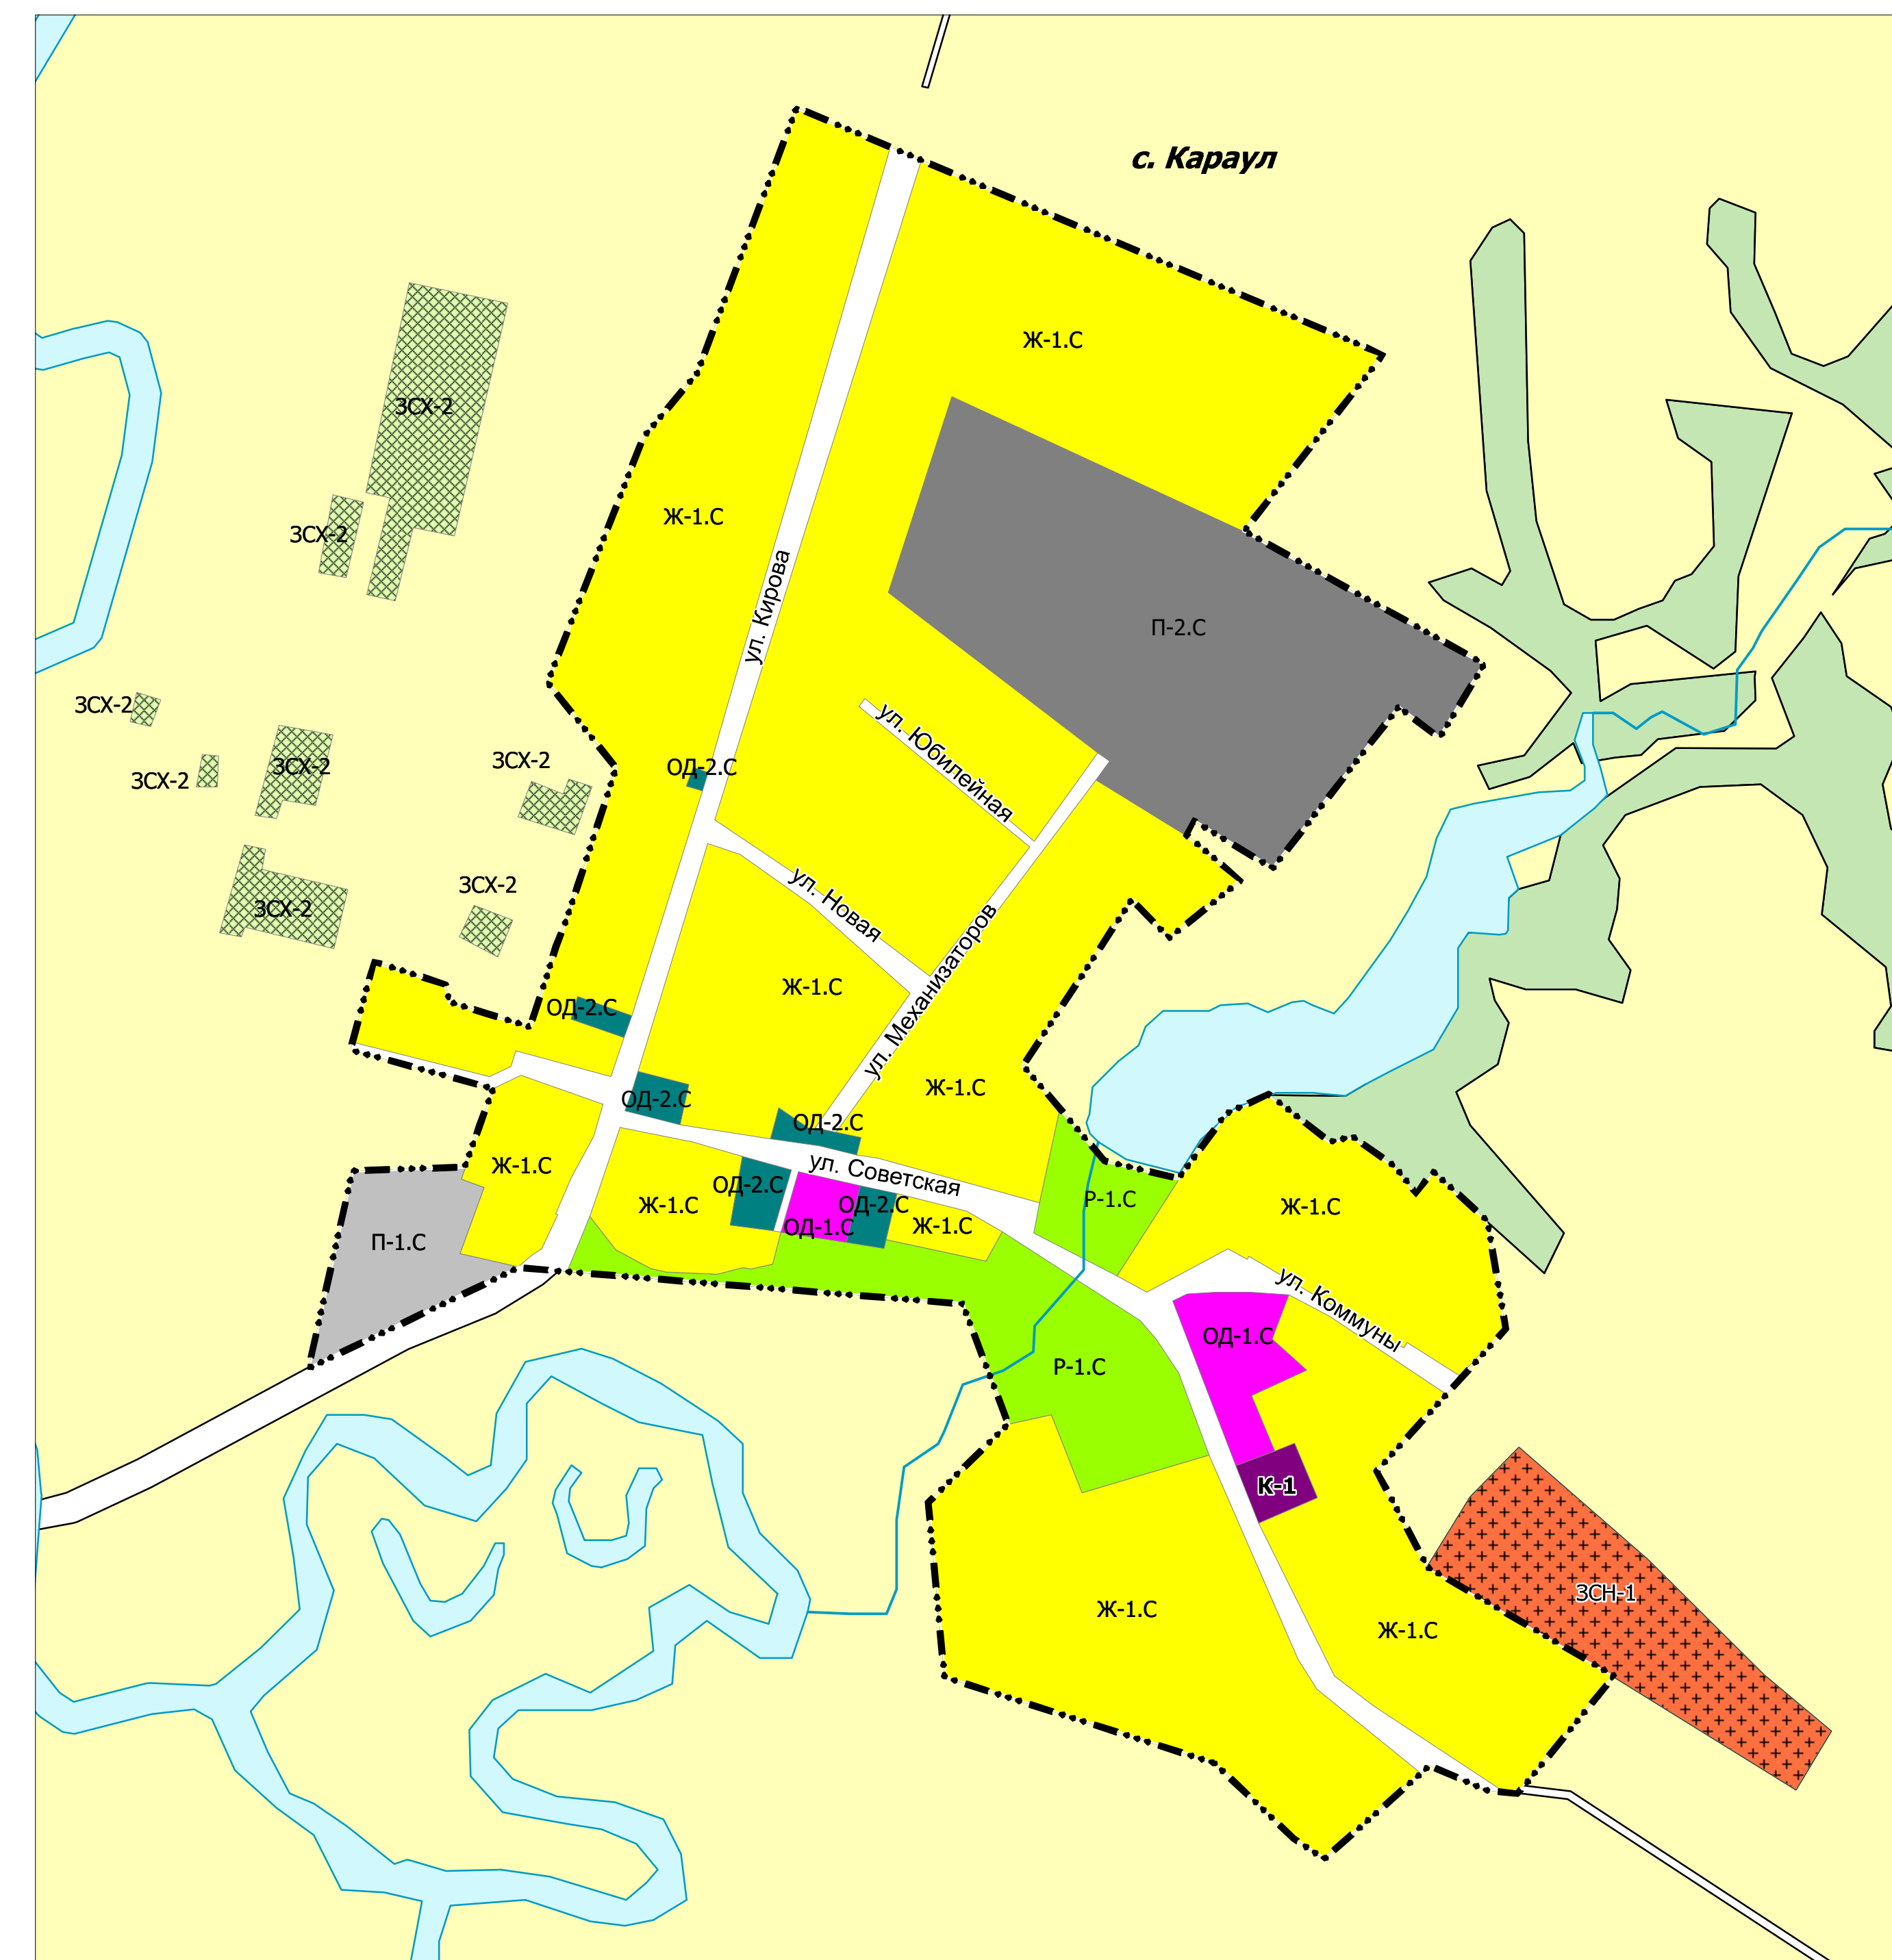 с. Караул
Ж-1.С
ЗСХ-2
Ж-1.С
ЗСХ-2
ул. Кирова
П-2.С
ЗСХ-2
ул. Юбилейная
ЗСХ-2
ЗСХ-2
ОД-2.С
ЗСХ-2
ЗСХ-2
ЗСХ-2
ул. Новая
ул. Механизаторов
Ж-1.С
ОД-2.С
Ж-1.С
ОД-2.С
ОД-2.С
Ж-1.С
ул. Советская
ОД-2.С
Р-1.С
Ж-1.С
ОД-2.С
Ж-1.С
ОД-1.С
Ж-1.С
П-1.С
ул. Коммуны
ОД-1.С
Р-1.С
К-1
ЗСН-1
Ж-1.С
Ж-1.С